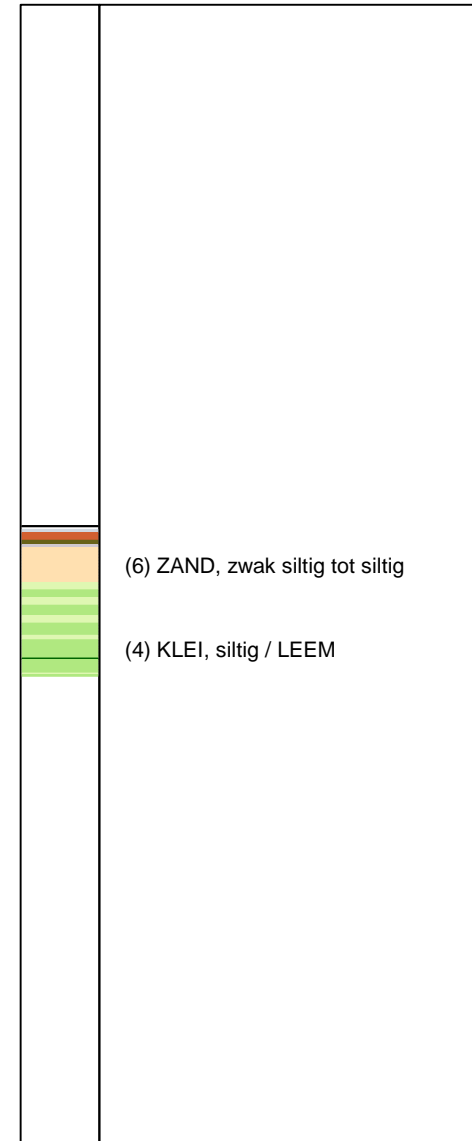 (6) ZAND, zwak siltig tot siltig
(4) KLEI, siltig / LEEM